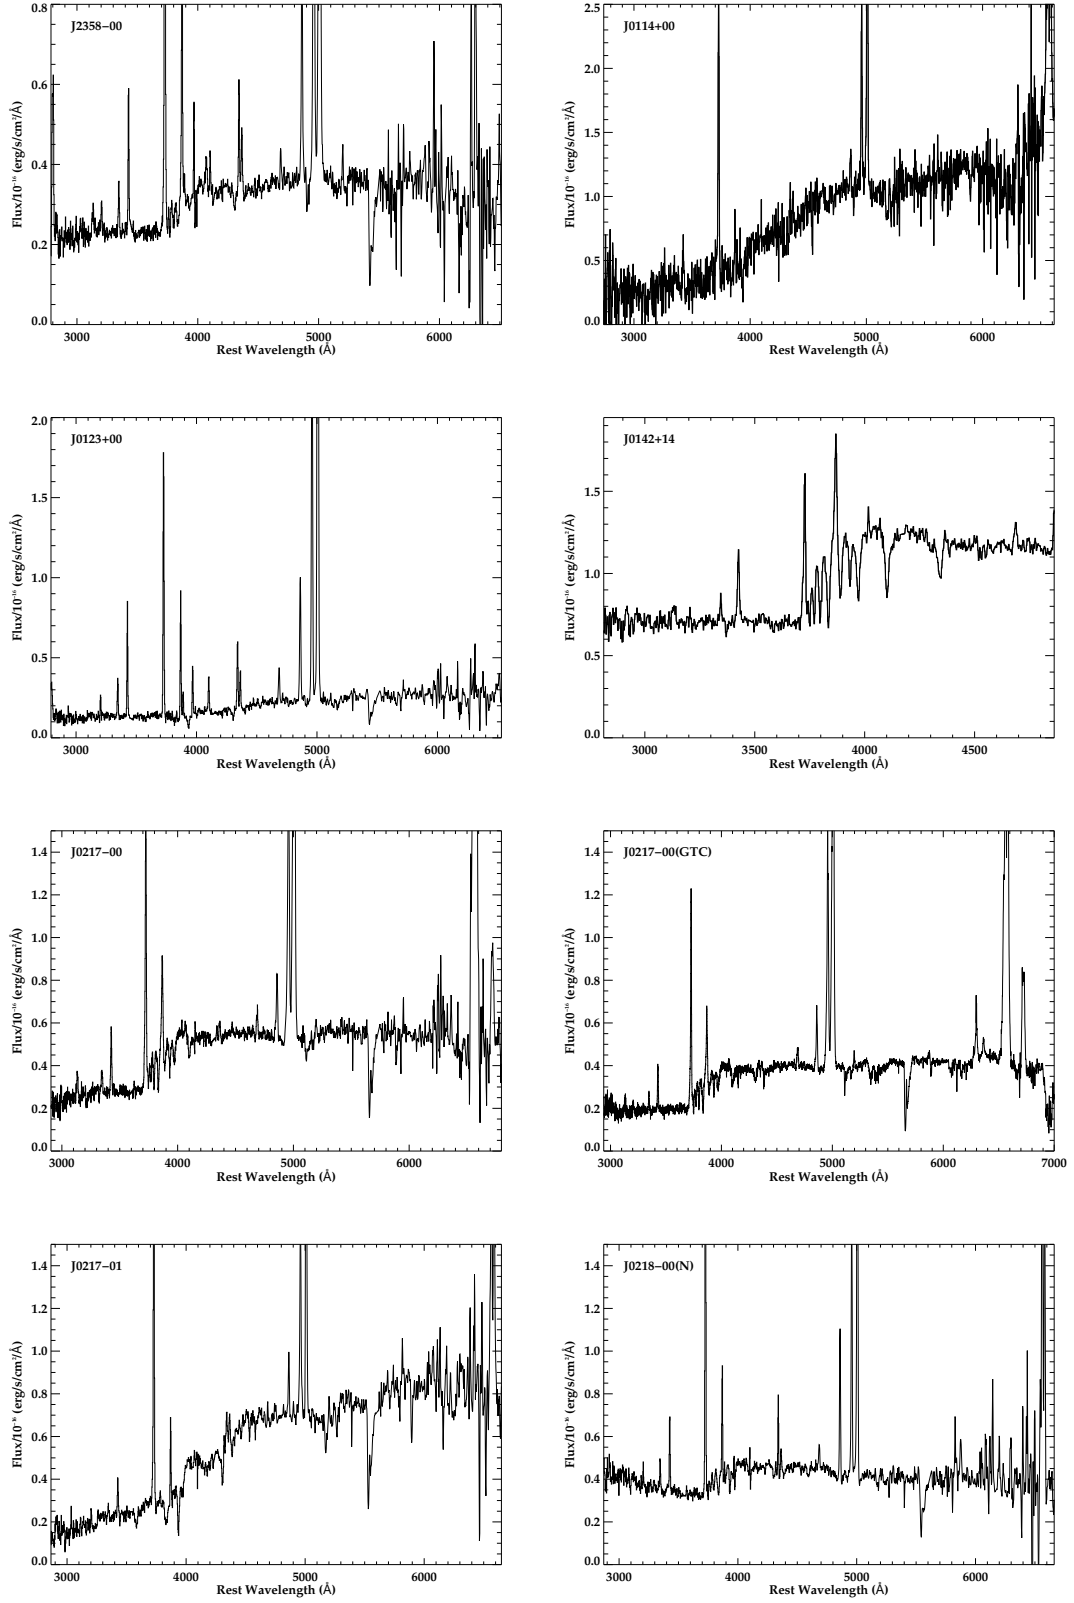 J2358−00
0.8
0.6
0.4
0.2
0.0
Flux/10⁻¹⁶ (erg/s/cm²/Å)
3000 4000 5000 6000
Rest Wavelength (Å)
J0114+00
2.5
2.0
1.5
1.0
0.5
0.0
Flux/10⁻¹⁶ (erg/s/cm²/Å)
3000 4000 5000 6000
Rest Wavelength (Å)
J0123+00
2.0
1.5
1.0
0.5
0.0
Flux/10⁻¹⁶ (erg/s/cm²/Å)
3000 4000 5000 6000
Rest Wavelength (Å)
J0142+14
1.5
1.0
0.5
0.0
Flux/10⁻¹⁶ (erg/s/cm²/Å)
3000 3500 4000 4500
Rest Wavelength (Å)
J0217−00
1.4
1.2
1.0
0.8
0.6
0.4
0.2
0.0
Flux/10⁻¹⁶ (erg/s/cm²/Å)
3000 4000 5000 6000
Rest Wavelength (Å)
J0217−00(GTC)
1.4
1.2
1.0
0.8
0.6
0.4
0.2
0.0
Flux/10⁻¹⁶ (erg/s/cm²/Å)
3000 4000 5000 6000 7000
Rest Wavelength (Å)
J0217−01
1.4
1.2
1.0
0.8
0.6
0.4
0.2
0.0
Flux/10⁻¹⁶ (erg/s/cm²/Å)
3000 4000 5000 6000
Rest Wavelength (Å)
J0218−00(N)
1.4
1.2
1.0
0.8
0.6
0.4
0.2
0.0
Flux/10⁻¹⁶ (erg/s/cm²/Å)
3000 4000 5000 6000
Rest Wavelength (Å)